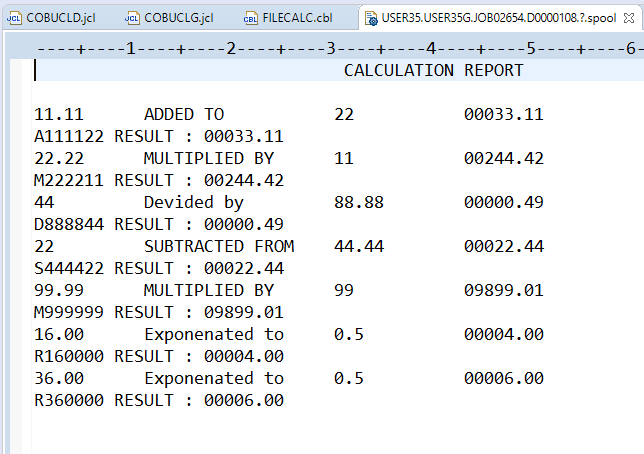 COBUCLD.jcl COBUCLG.jcl FILECALC.cbl USER35.USER35G.JOB02654.D0000108.?.spool
----+----1----+----2----+----3----+----4----+----5----+----6-
CALCULATION REPORT
11.11 ADDED TO 22 00033.11
A111122 RESULT : 00033.11
22.22 MULTIPLIED BY 11 00244.42
M222211 RESULT : 00244.42
44 Devided by 88.88 00000.49
D888844 RESULT : 00000.49
22 SUBTRACTED FROM 44.44 00022.44
S444422 RESULT : 00022.44
99.99 MULTIPLIED BY 99 09899.01
M999999 RESULT : 09899.01
16.00 Exponenated to 0.5 00004.00
R160000 RESULT : 00004.00
36.00 Exponenated to 0.5 00006.00
R360000 RESULT : 00006.00